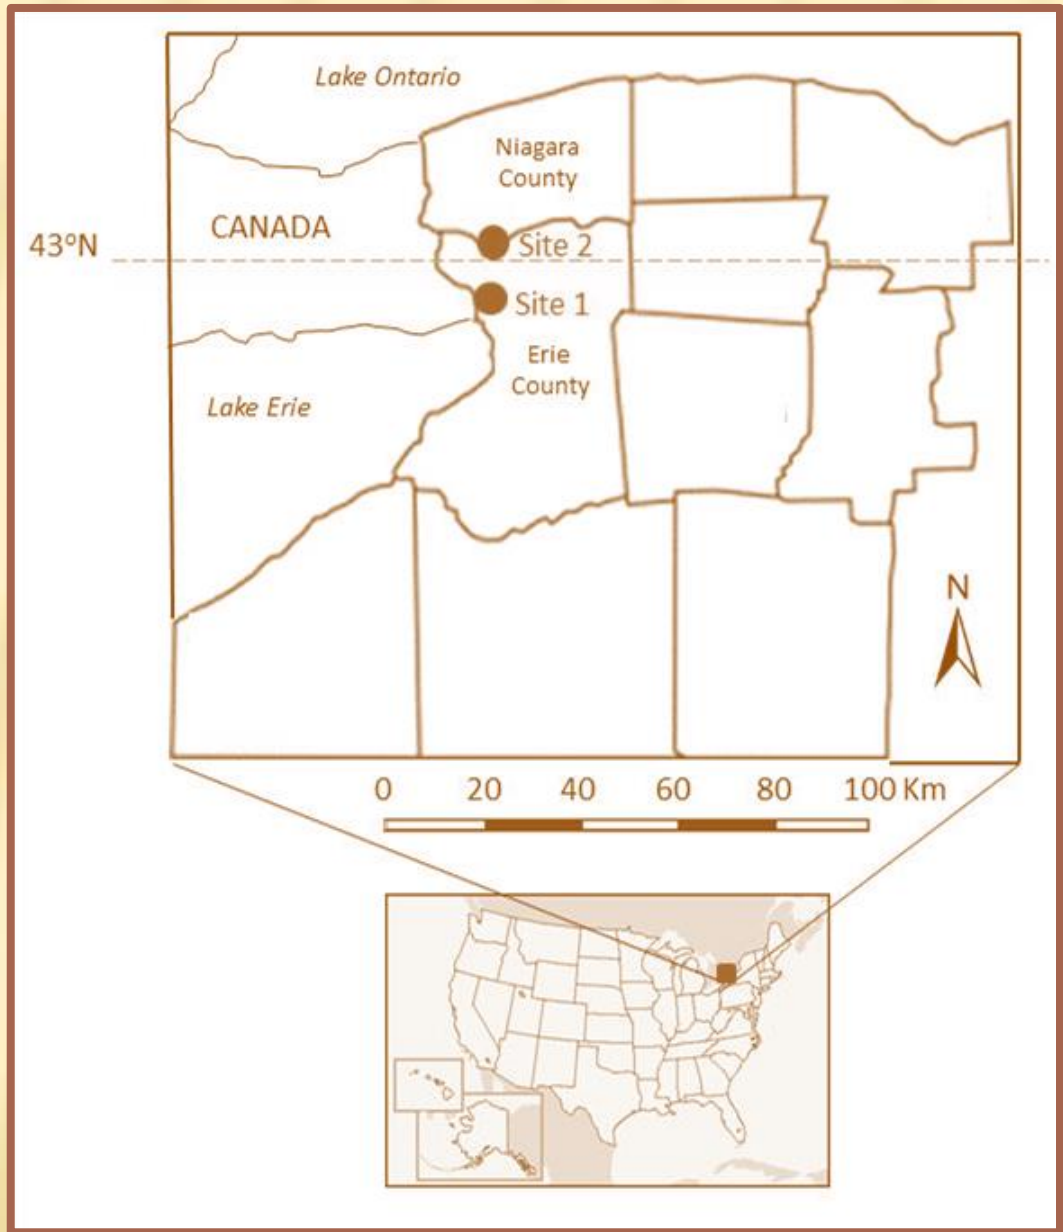 Lake Ontario
Niagara
County
CANADA
43°N
Site 2
Site 1
Erie
County
Lake Erie
N
0 20 40 60 80 100 Km